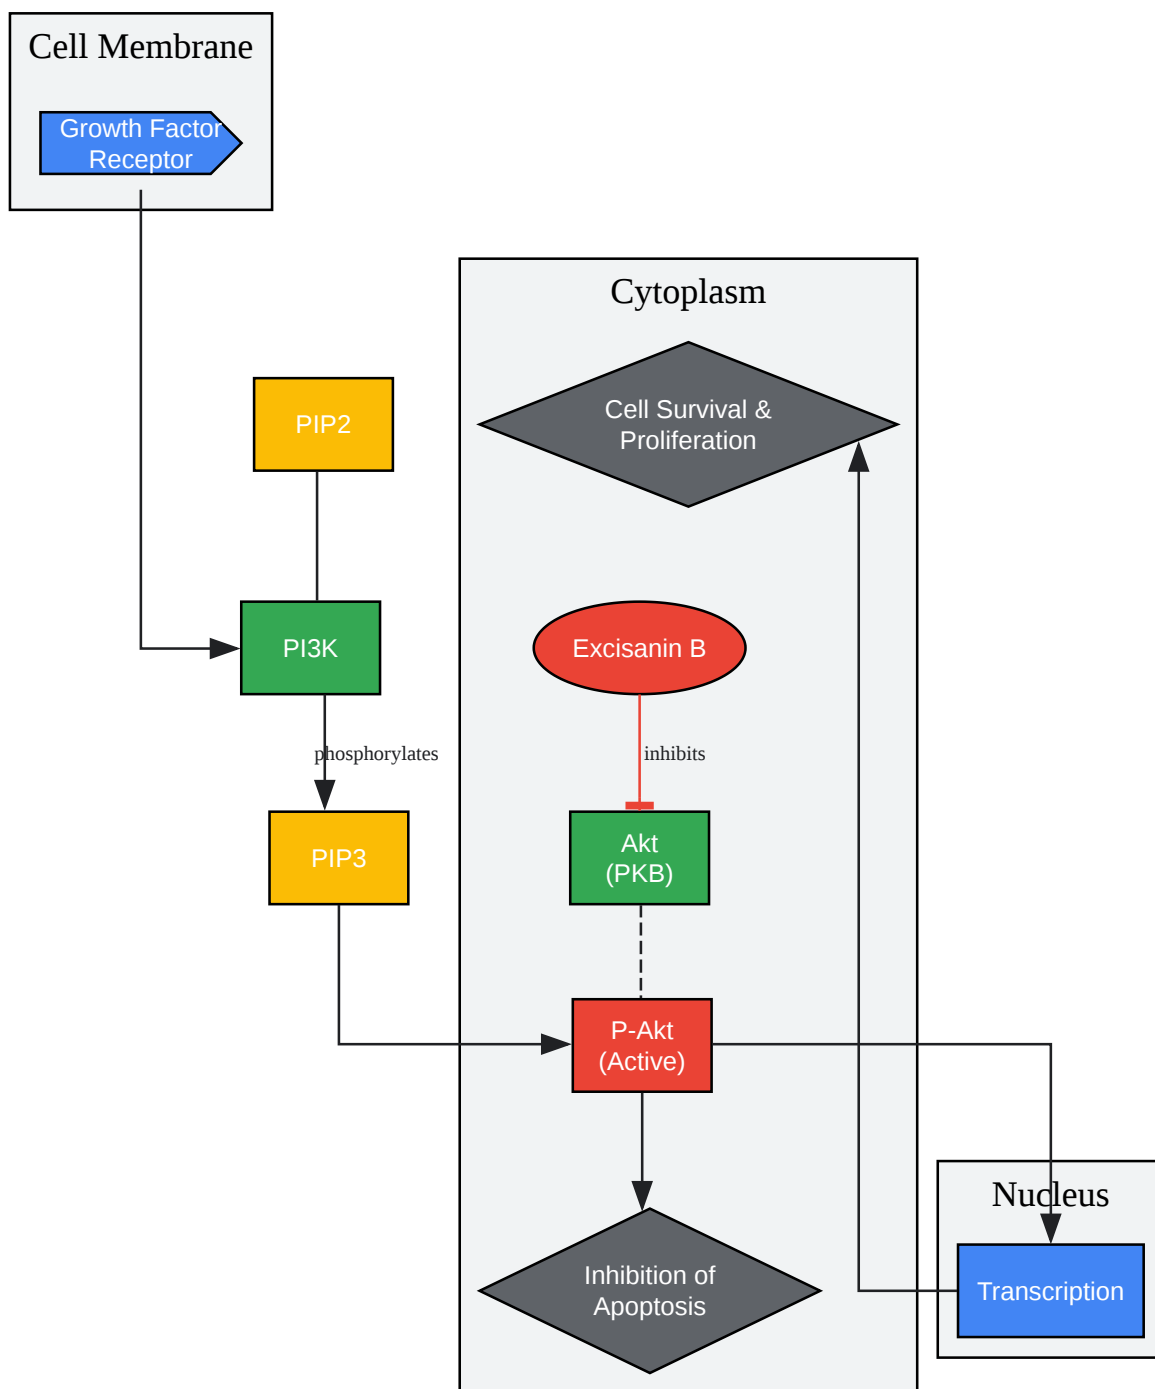 Cell Membrane
Growth Factor
Receptor
Cytoplasm
Cell Survival &
Proliferation
PIP2
PI3K
Excisanin B
phosphorylates
inhibits
PIP3
Akt
(PKB)
P-Akt
(Active)
Nucleus
Inhibition of
Apoptosis
Transcription